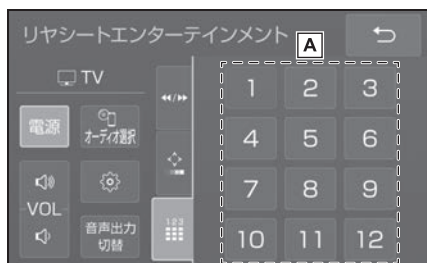 リヤシートエンターテインメント
A
TV
電源
オーディオ選択
VOL
音声出力
切替
123
1 2 3
4 5 6
7 8 9
10 11 12